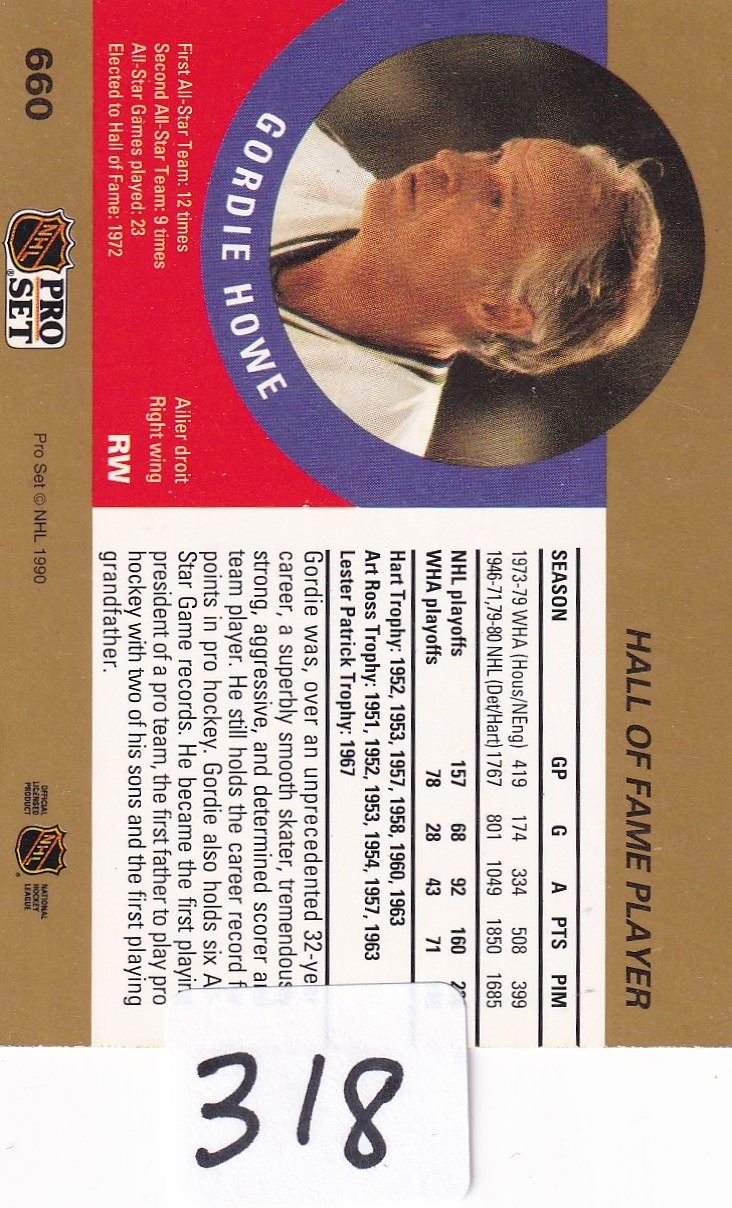 HALL OF FAME PLAYER
GORDIE HOWE
First All-Star Team: 12 times
Second All-Star Team: 9 times
All-Star Games played: 23
Elected to Hall of Fame: 1972
Ailier droit
Right wing
RW
SEASON GP G A PTS PIM
1973-79 WHA (Hous/NEng) 419 174 334 508 399
1946-71,79-80 NHL (Det/Hart) 1767 801 1049 1850 1685
NHL playoffs 157 68 92 160
WHA playoffs 78 28 43 71
Hart Trophy: 1952, 1953, 1957, 1958, 1960, 1963
Art Ross Trophy: 1951, 1952, 1953, 1954, 1957, 1963
Lester Patrick Trophy: 1967
Gordie was, over an unprecedented 32-ye
career, a superbly smooth skater, tremendous
strong, aggressive, and determined scorer a
team player. He still holds the career record f
points in pro hockey. Gordie also holds six A
Star Game records. He became the first playin
president of a pro team, the first father to play pro
hockey with two of his sons and the first playing
grandfather.
660
NHL
PRO
SET
®
Pro Set © NHL 1990
OFFICIAL
LICENSED
PRODUCT
NHL
®
NATIONAL
HOCKEY
LEAGUE
318